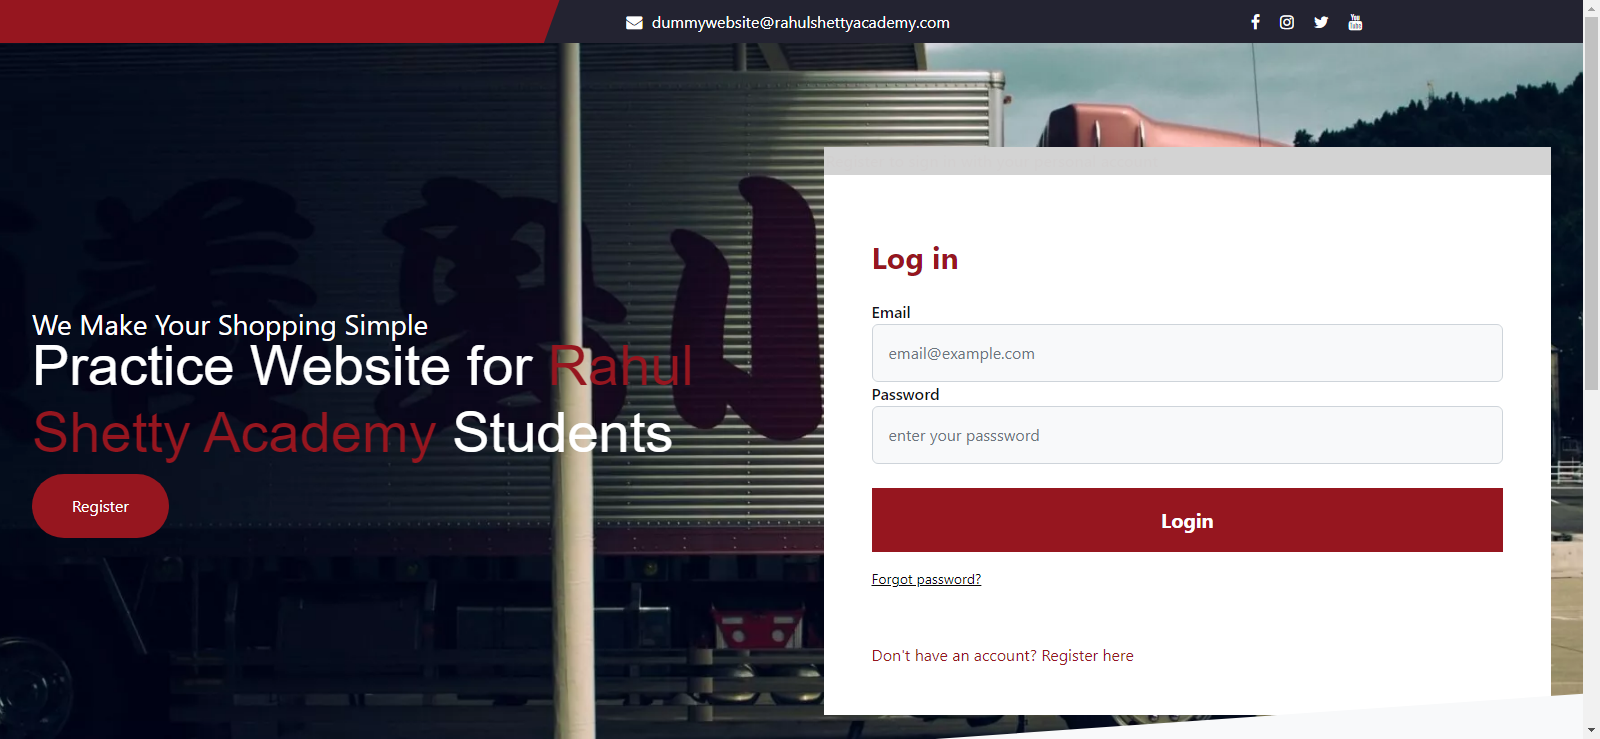 dummywebsite@rahulshettyacademy.com
We Make Your Shopping Simple
Practice Website for Rahul
Shetty Academy Students
Register
Log in
Email
email@example.com
Password
enter your passsword
Login
Forgot password?
Don't have an account? Register here